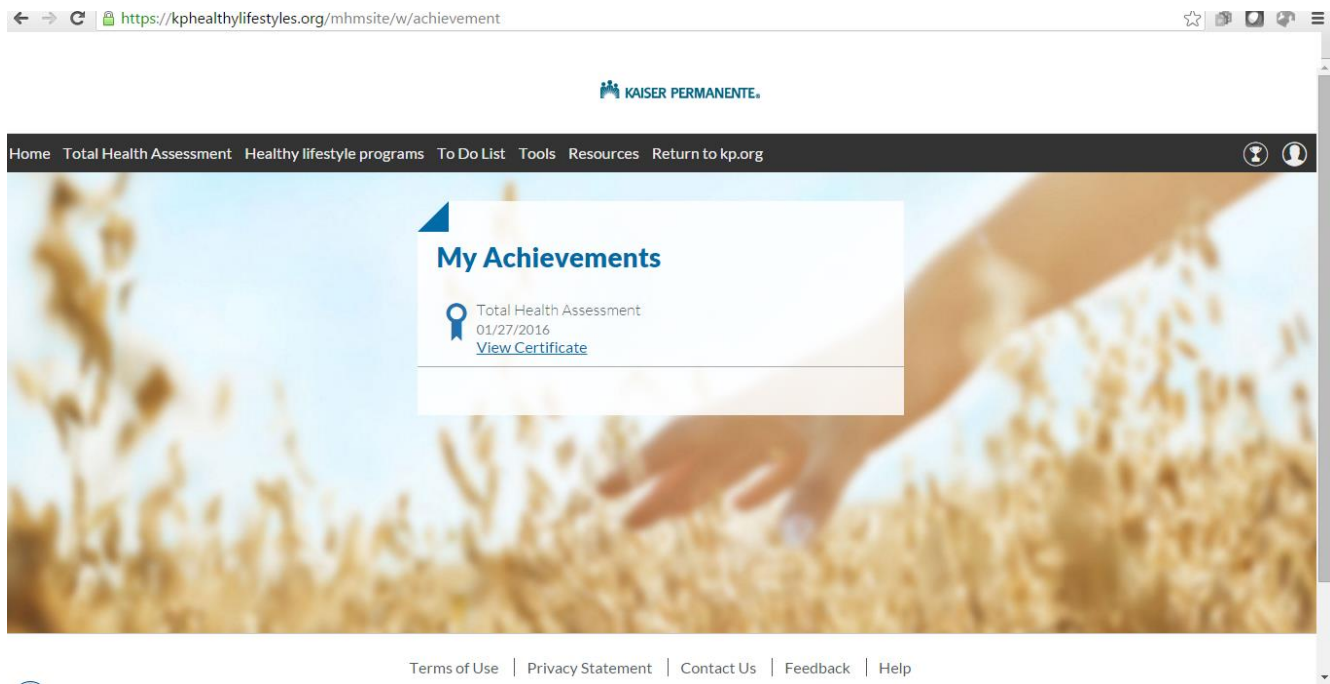 https://kphealthylifestyles.org/mhmsite/w/achievement
KAISER PERMANENTE®
Home Total Health Assessment Healthy lifestyle programs To Do List Tools Resources Return to kp.org
My Achievements
Total Health Assessment
01/27/2016
View Certificate
Terms of Use | Privacy Statement | Contact Us | Feedback | Help